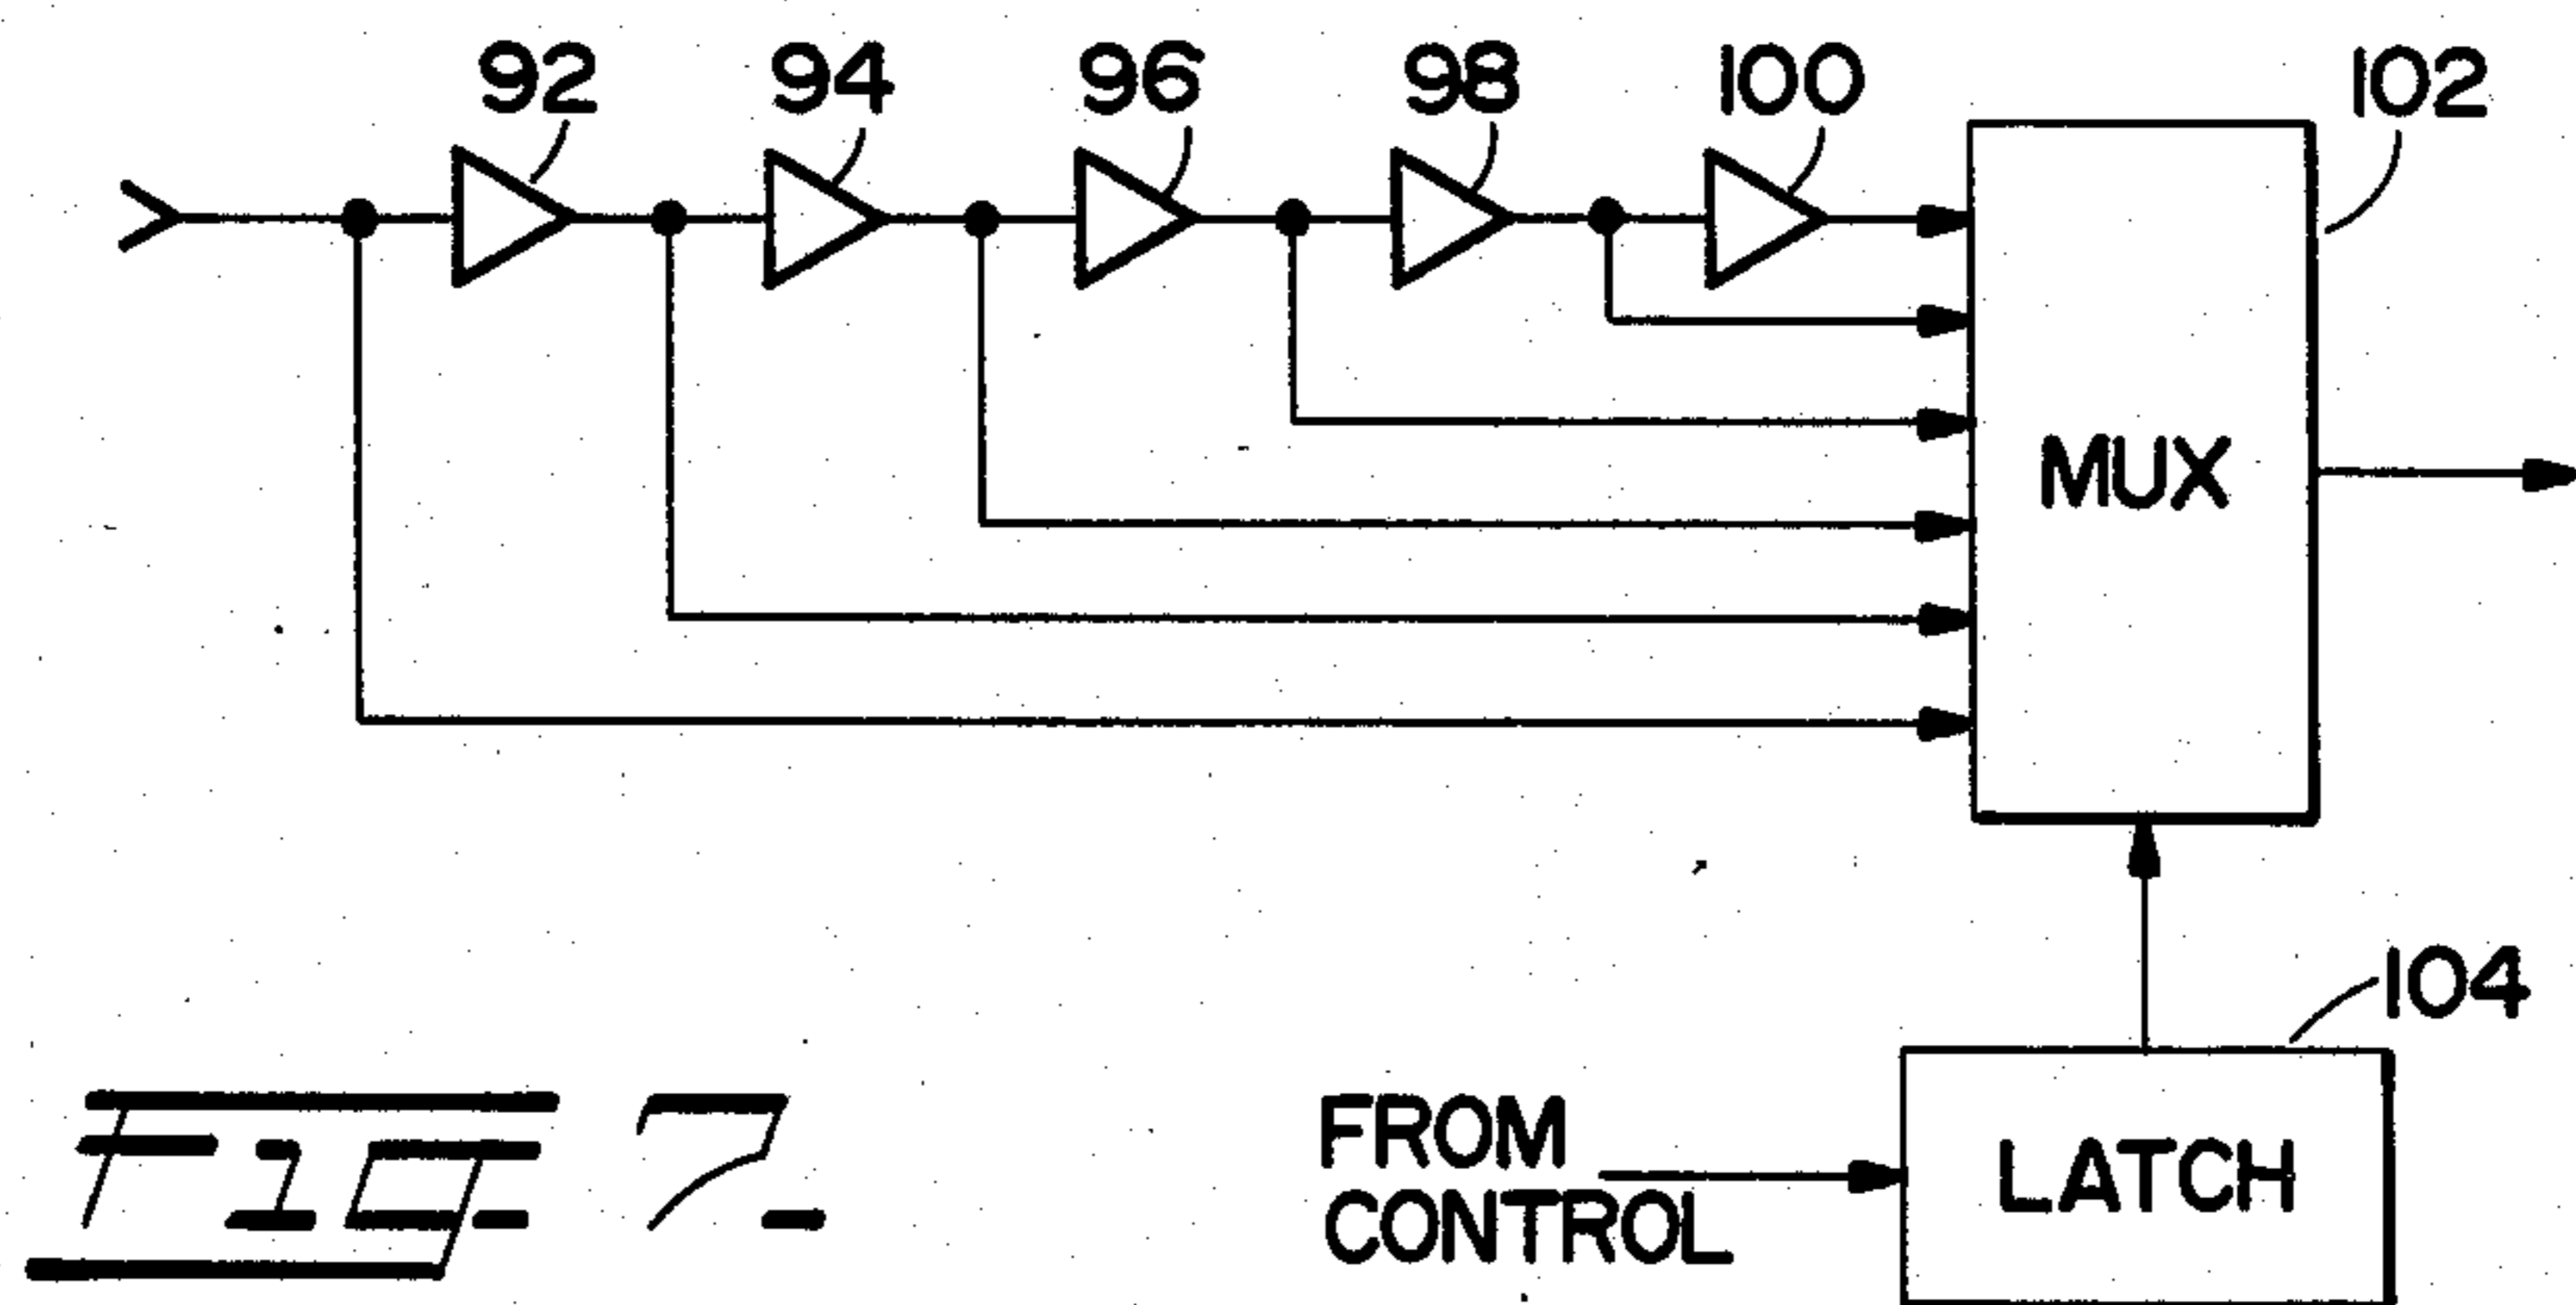 92 94 96 98 100 102
MUX
104
FROM
CONTROL
LATCH
Fig. 7.